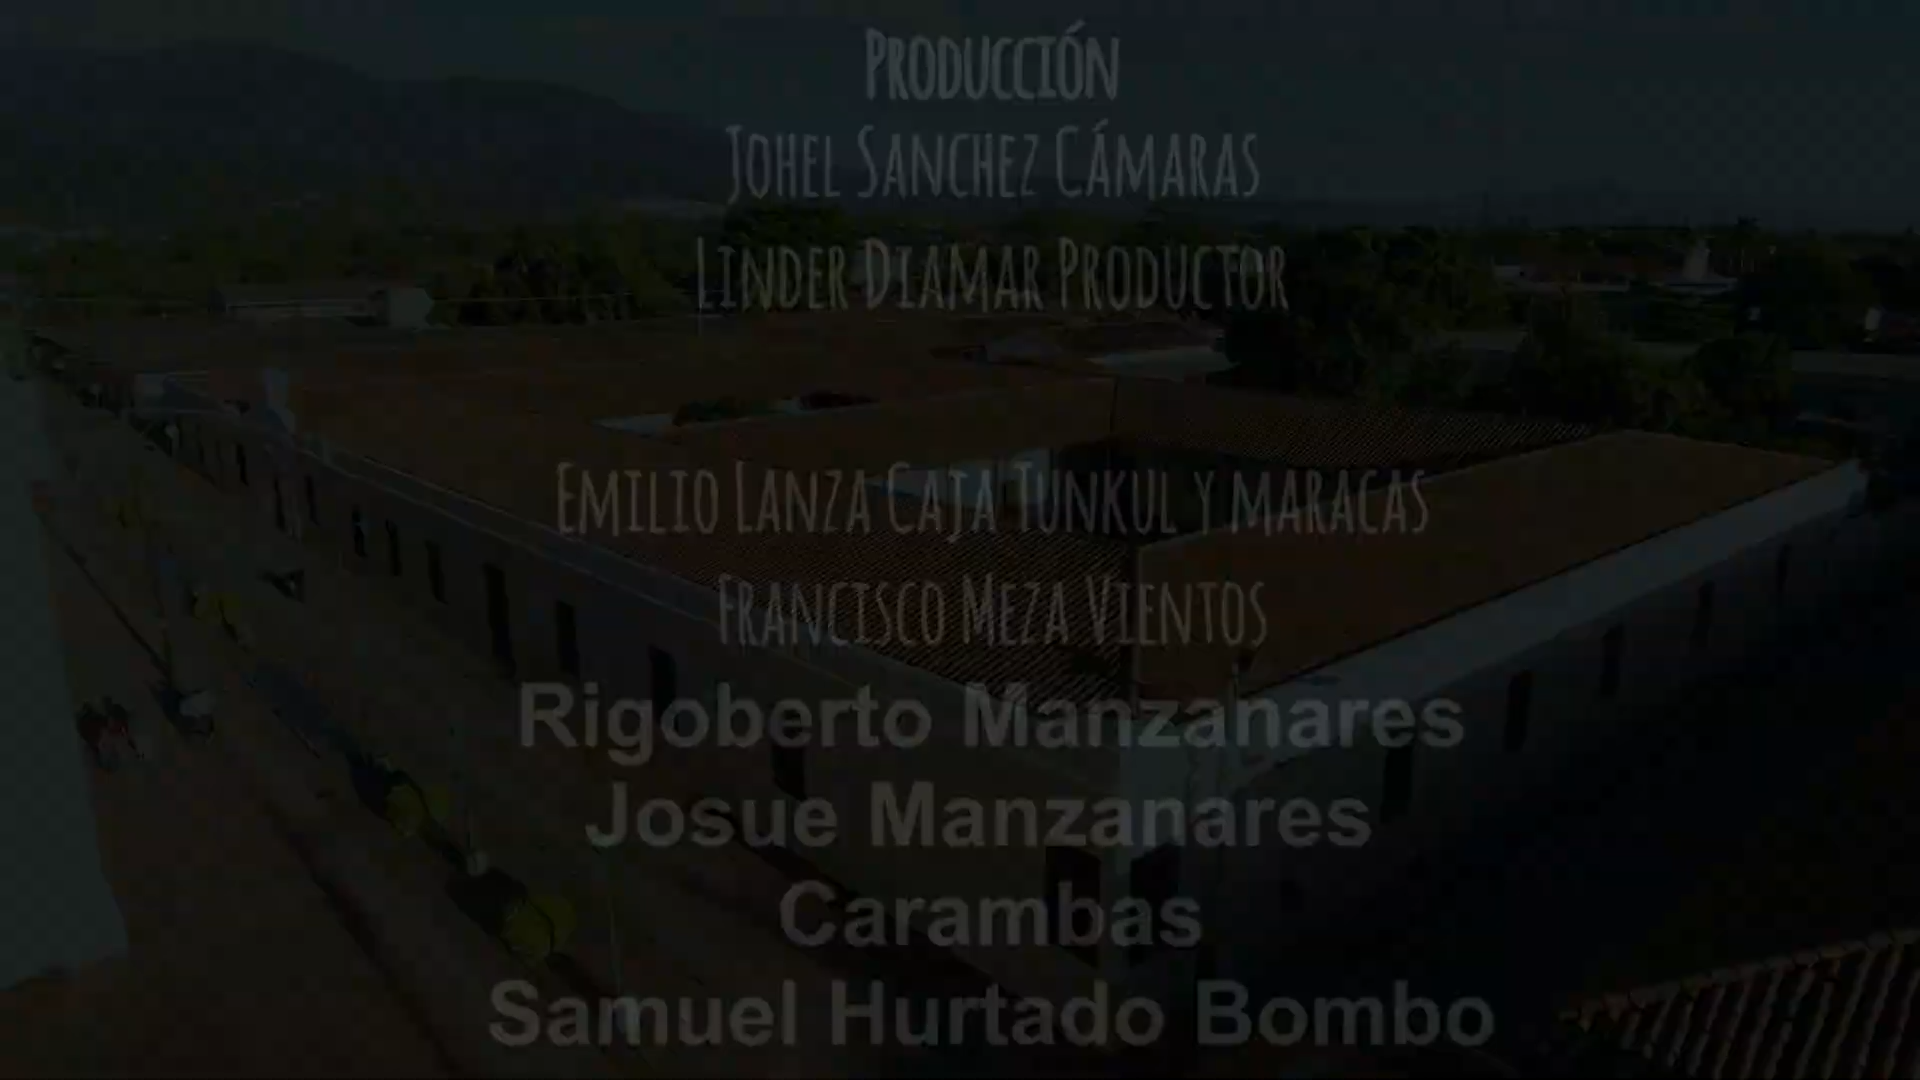 Producción
Johel Sanchez Cámaras
Linder Diamar Productor
Emilio Lanza Caja Tunkul y maracas
Francisco Meza Vientos
Rigoberto Manzanares
Josue Manzanares
Carambas
Samuel Hurtado Bombo